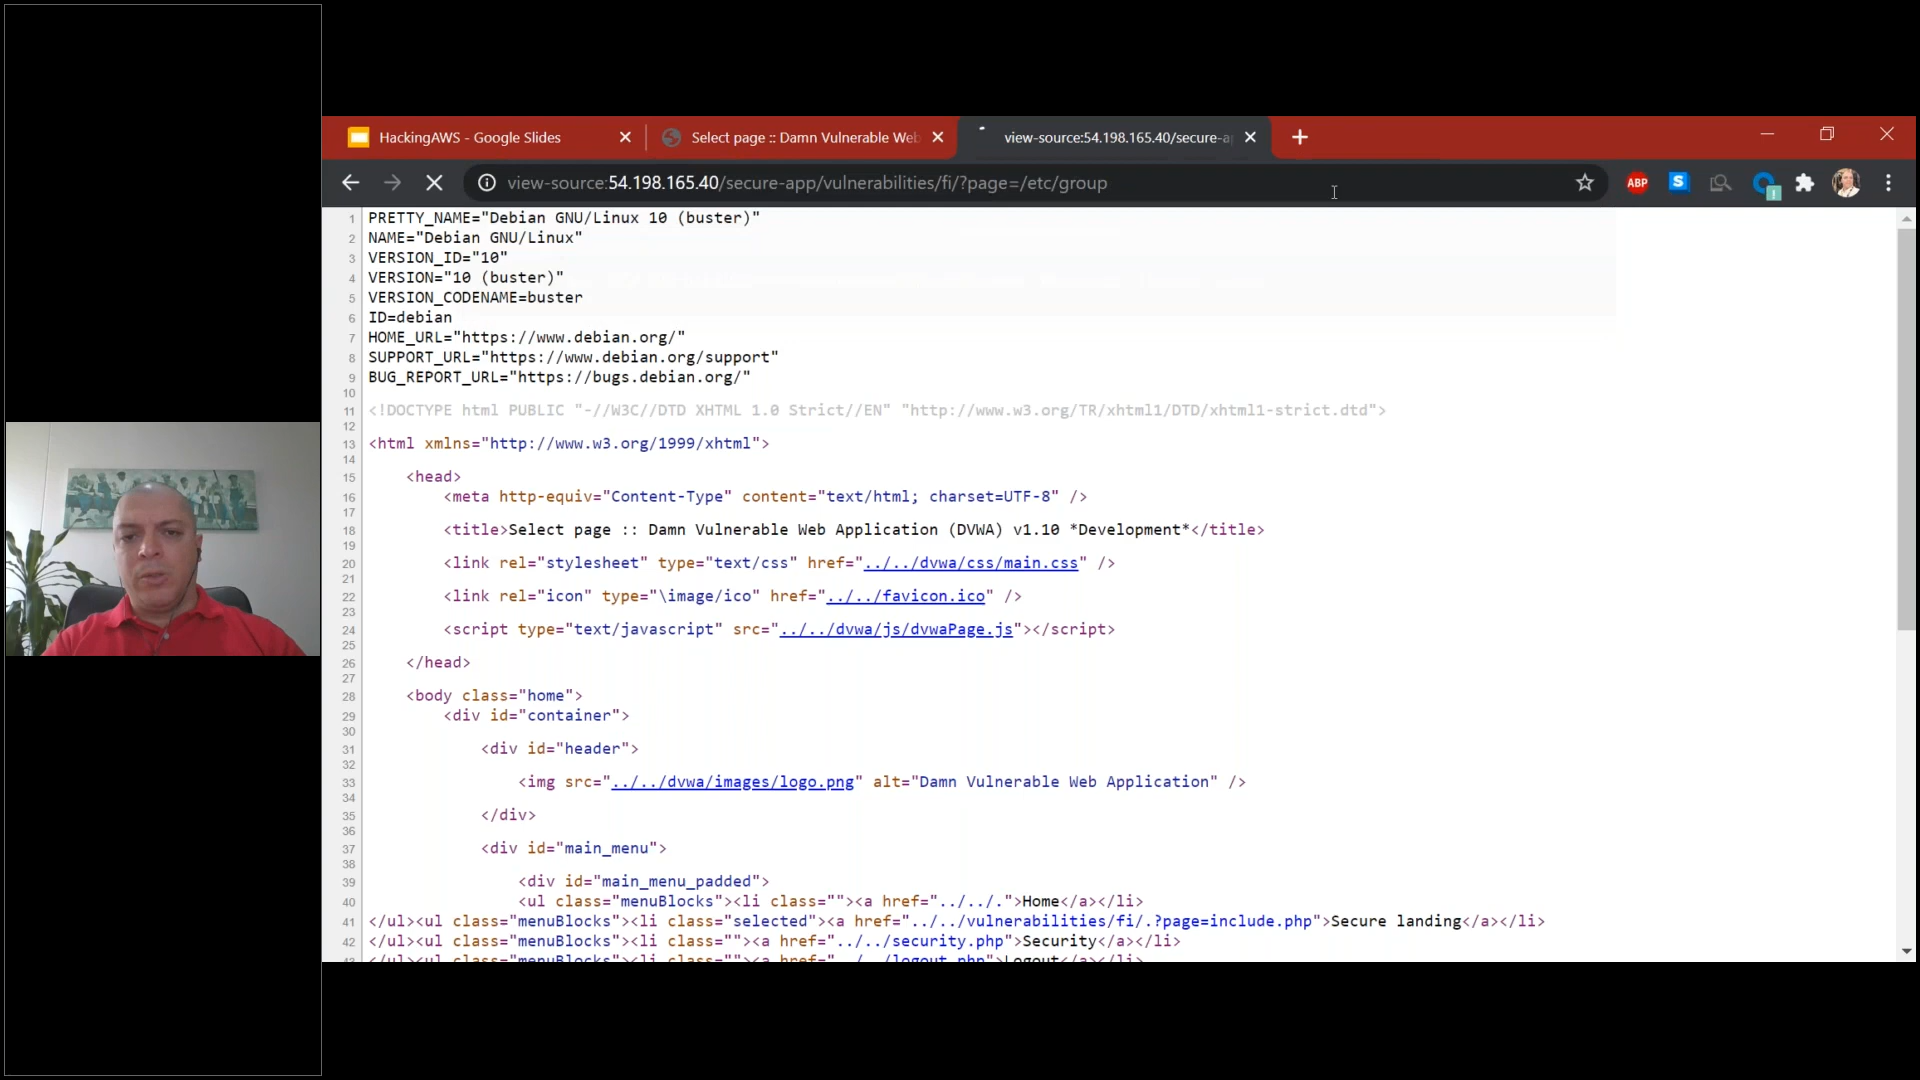 HackingAWS - Google Slides
Select page :: Damn Vulnerable Web
view-source:54.198.165.40/secure-a
view-source:54.198.165.40/secure-app/vulnerabilities/fi/?page=/etc/group
ABP
S
1 PRETTY_NAME="Debian GNU/Linux 10 (buster)"
2 NAME="Debian GNU/Linux"
3 VERSION_ID="10"
4 VERSION="10 (buster)"
5 VERSION_CODENAME=buster
6 ID=debian
7 HOME_URL="https://www.debian.org/"
8 SUPPORT_URL="https://www.debian.org/support"
9 BUG_REPORT_URL="https://bugs.debian.org/"
10
11 <!DOCTYPE html PUBLIC "-//W3C//DTD XHTML 1.0 Strict//EN" "http://www.w3.org/TR/xhtml1/DTD/xhtml1-strict.dtd">
12
13 <html xmlns="http://www.w3.org/1999/xhtml">
14
15 <head>
16 <meta http-equiv="Content-Type" content="text/html; charset=UTF-8" />
17
18 <title>Select page :: Damn Vulnerable Web Application (DVWA) v1.10 *Development*</title>
19
20 <link rel="stylesheet" type="text/css" href="../../dvwa/css/main.css" />
21
22 <link rel="icon" type="\image/ico" href="../../favicon.ico" />
23
24 <script type="text/javascript" src="../../dvwa/js/dvwaPage.js"></script>
25
26 </head>
27
28 <body class="home">
29 <div id="container">
30
31 <div id="header">
32
33 <img src="../../dvwa/images/logo.png" alt="Damn Vulnerable Web Application" />
34
35 </div>
36
37 <div id="main_menu">
38
39 <div id="main_menu_padded">
40 <ul class="menuBlocks"><li class=""><a href="../../.">Home</a></li>
41 </ul><ul class="menuBlocks"><li class="selected"><a href="../../vulnerabilities/fi/.?page=include.php">Secure landing</a></li>
42 </ul><ul class="menuBlocks"><li class=""><a href="../../security.php">Security</a></li>
</ul><ul class="menuBlocks"><li class=""><a href="../../logout.php">Logout</a></li>